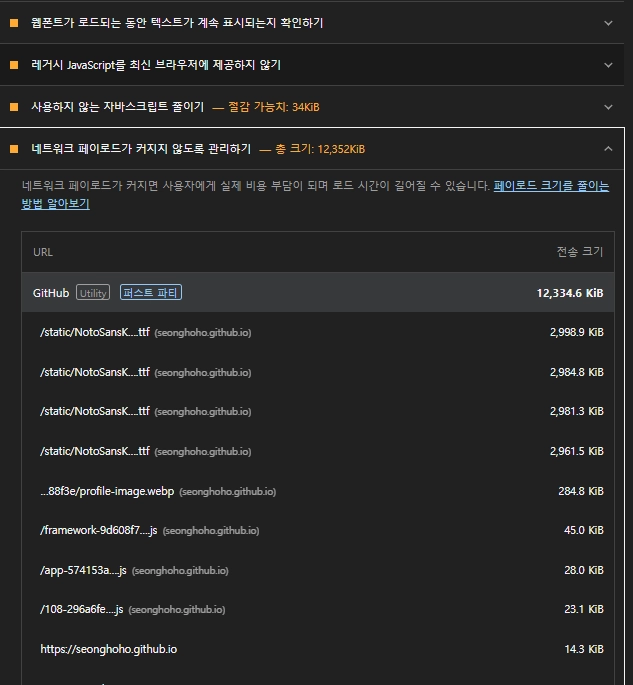 웹폰트가 로드되는 동안 텍스트가 계속 표시되는지 확인하기
레거시 JavaScript를 최신 브라우저에 제공하지 않기
사용하지 않는 자바스크립트 줄이기 — 절감 가능치: 34KiB
네트워크 페이로드가 커지지 않도록 관리하기 — 총 크기: 12,352KiB
네트워크 페이로드가 커지면 사용자에게 실제 비용 부담이 되며 로드 시간이 길어질 수 있습니다. 페이로드 크기를 줄이는
방법 알아보기
URL 전송 크기
GitHub Utility 퍼스트 파티 12,334.6 KiB
/static/NotoSansK….ttf (seonghoho.github.io) 2,998.9 KiB
/static/NotoSansK….ttf (seonghoho.github.io) 2,984.8 KiB
/static/NotoSansK….ttf (seonghoho.github.io) 2,981.3 KiB
/static/NotoSansK….ttf (seonghoho.github.io) 2,961.5 KiB
…88f3e/profile-image.webp (seonghoho.github.io) 284.8 KiB
/framework-9d608f7….js (seonghoho.github.io) 45.0 KiB
/app-574153a….js (seonghoho.github.io) 28.0 KiB
/108-296a6fe….js (seonghoho.github.io) 23.1 KiB
https://seonghoho.github.io 14.3 KiB